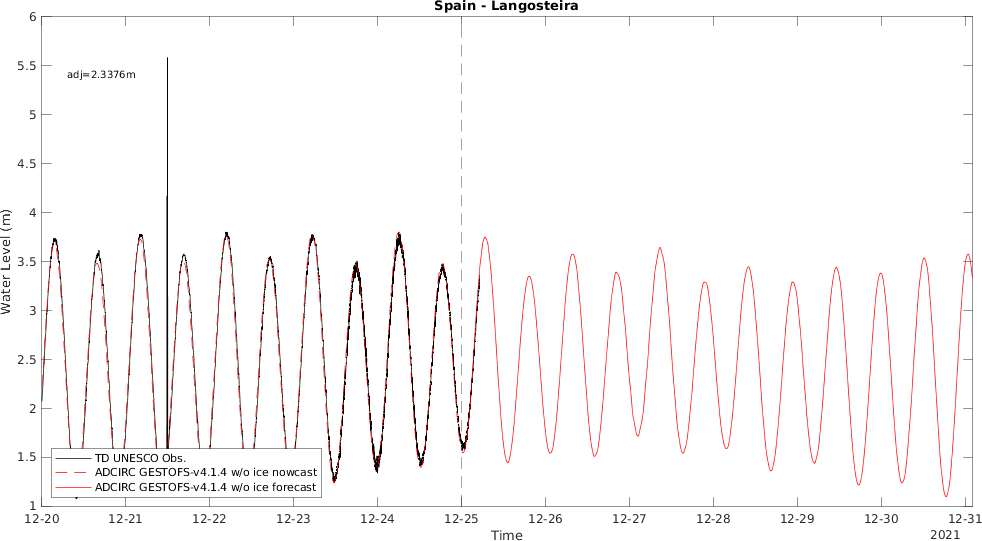 Spain - Langosteira
Water Level (m)
6
5.5
5
4.5
4
3.5
3
2.5
2
1.5
1
adj=2.3376m
TD UNESCO Obs.
ADCIRC GESTOFS-v4.1.4 w/o ice nowcast
ADCIRC GESTOFS-v4.1.4 w/o ice forecast
12-20 12-21 12-22 12-23 12-24 12-25 12-26 12-27 12-28 12-29 12-30 12-31
Time
2021